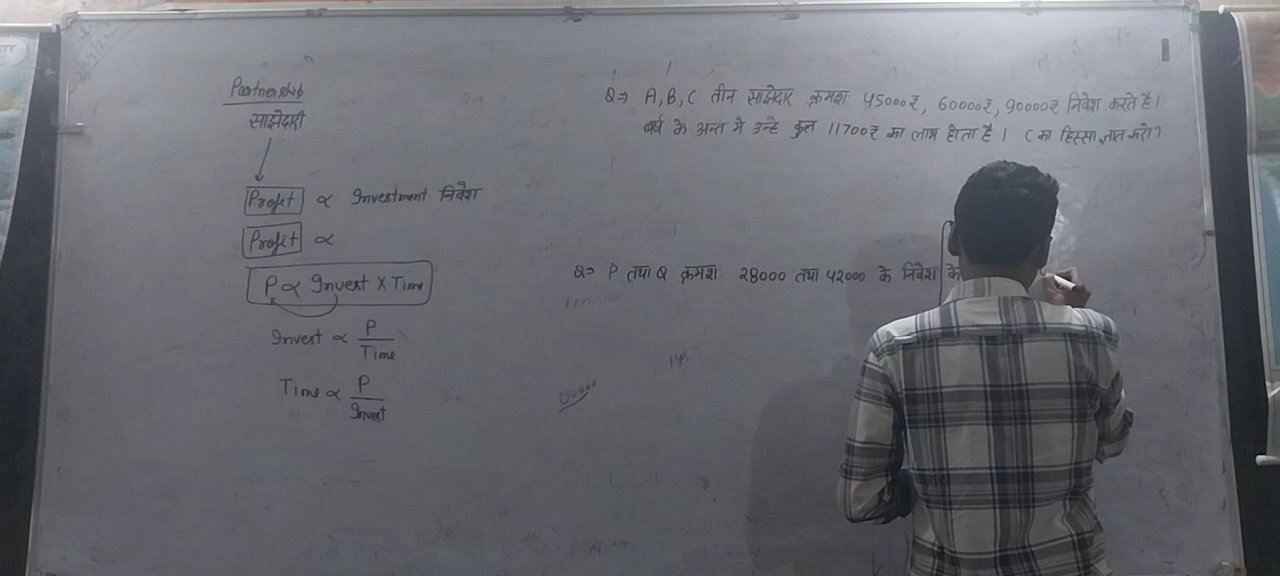 Partnership
साझेदारी
Profit ∝ Investment निवेश
Profit ∝
P ∝ Invest X Time
Invest ∝ P / Time
Time ∝ P / Invest
Q⇒ A, B, C तीन साझेदार क्रमश 45000₹, 60000₹, 90000₹ निवेश करते है।
वर्ष के अन्त मे उन्हे कुल 11700₹ का लाभ होता है। C का हिस्सा ज्ञात करो?
Q⇒ P तथा Q क्रमश 28000 तथा 42000 के निवेश के